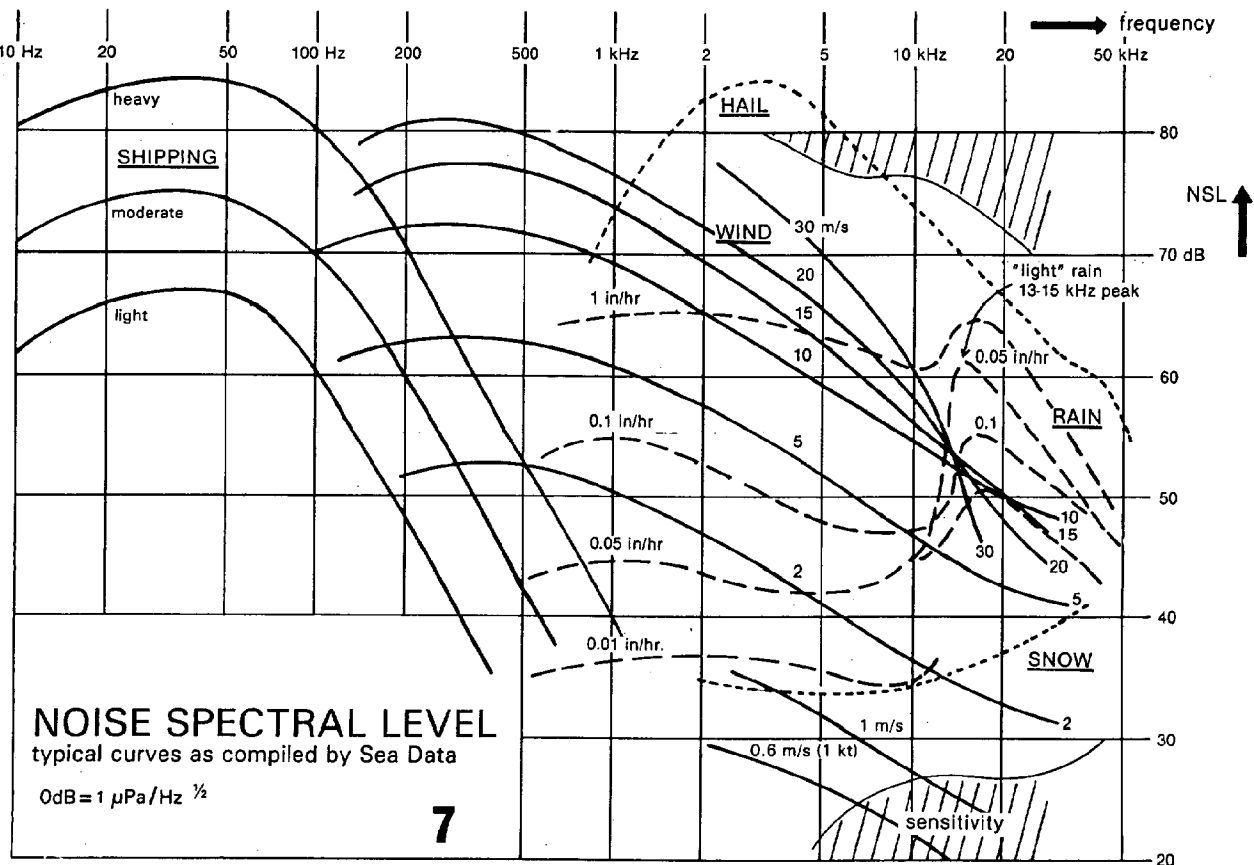 frequency
10 Hz 20 50 100 Hz 200 500 1 kHz 2 5 10 kHz 20 50 kHz
heavy
HAIL
80
SHIPPING
NSL
moderate
30 m/s
WIND
70 dB
20
"light" rain
13-15 kHz peak
1 in/hr
light
15
10
0.05 in/hr
60
RAIN
0.1 in/hr
0.1
5
50
10
15
0.05 in/hr
30
20
2
5
40
0.01 in/hr.
SNOW
NOISE SPECTRAL LEVEL
typical curves as compiled by Sea Data
1 m/s
2
0.6 m/s (1 kt)
30
0dB = 1 µPa/Hz ½
7
sensitivity
20